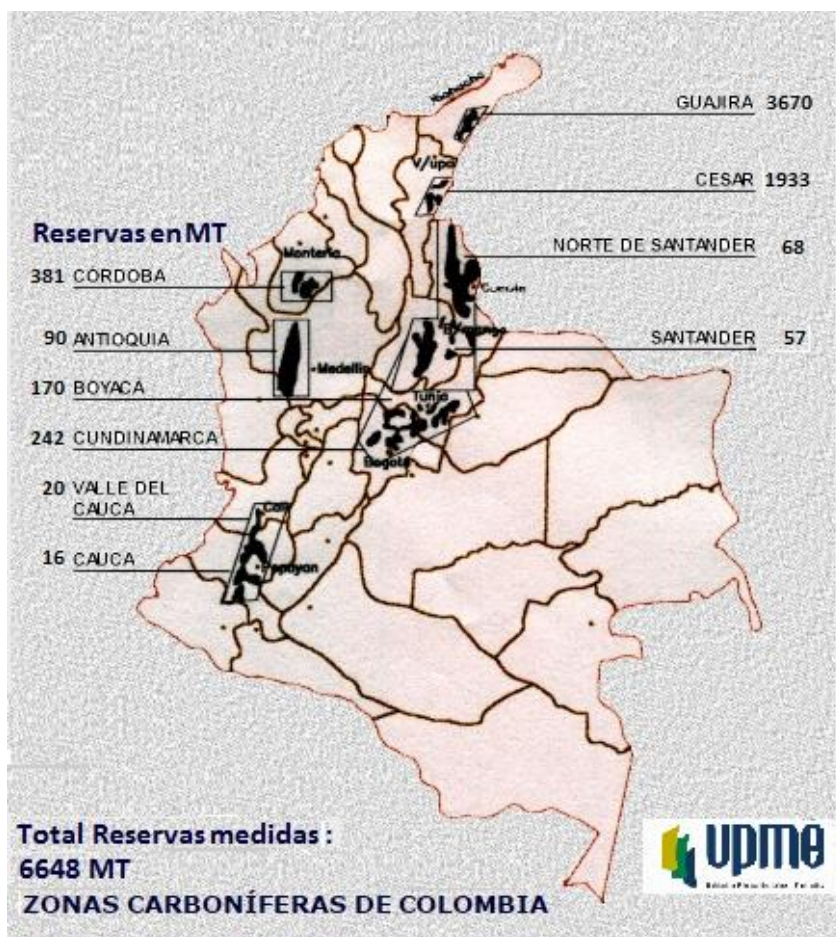 GUAJIRA 3670
V/upa
CESAR 1933
Reservas en MT
NORTE DE SANTANDER 68
Monteria
381 CORDOBA
90 ANTIOQUIA
SANTANDER 57
Medellin
170 BOYACA
Tunja
242 CUNDINAMARCA
Bogota
20 VALLE DEL
CAUCA
Cali
16 CAUCA
Popayan
Total Reservas medidas :
6648 MT
ZONAS CARBONÍFERAS DE COLOMBIA
upme